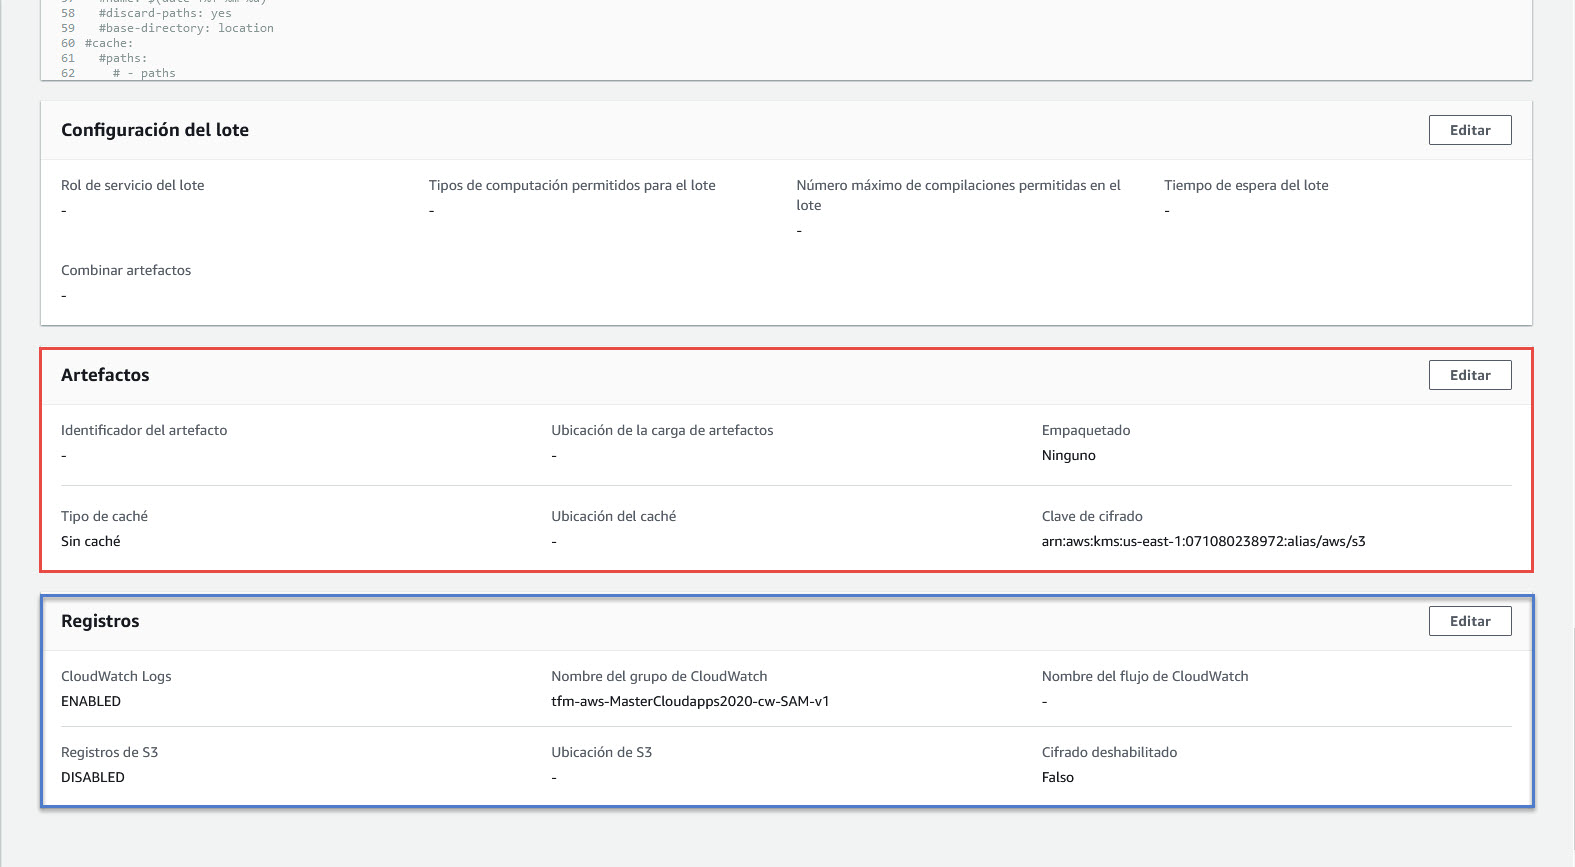 58 #discard-paths: yes
59 #base-directory: location
60 #cache:
61 #paths:
62 # - paths
Configuración del lote
Editar
Rol de servicio del lote
-
Tipos de computación permitidos para el lote
-
Número máximo de compilaciones permitidas en el
lote
-
Tiempo de espera del lote
-
Combinar artefactos
-
Artefactos
Editar
Identificador del artefacto
-
Ubicación de la carga de artefactos
-
Empaquetado
Ninguno
Tipo de caché
Sin caché
Ubicación del caché
-
Clave de cifrado
arn:aws:kms:us-east-1:071080238972:alias/aws/s3
Registros
Editar
CloudWatch Logs
ENABLED
Nombre del grupo de CloudWatch
tfm-aws-MasterCloudapps2020-cw-SAM-v1
Nombre del flujo de CloudWatch
-
Registros de S3
DISABLED
Ubicación de S3
-
Cifrado deshabilitado
Falso